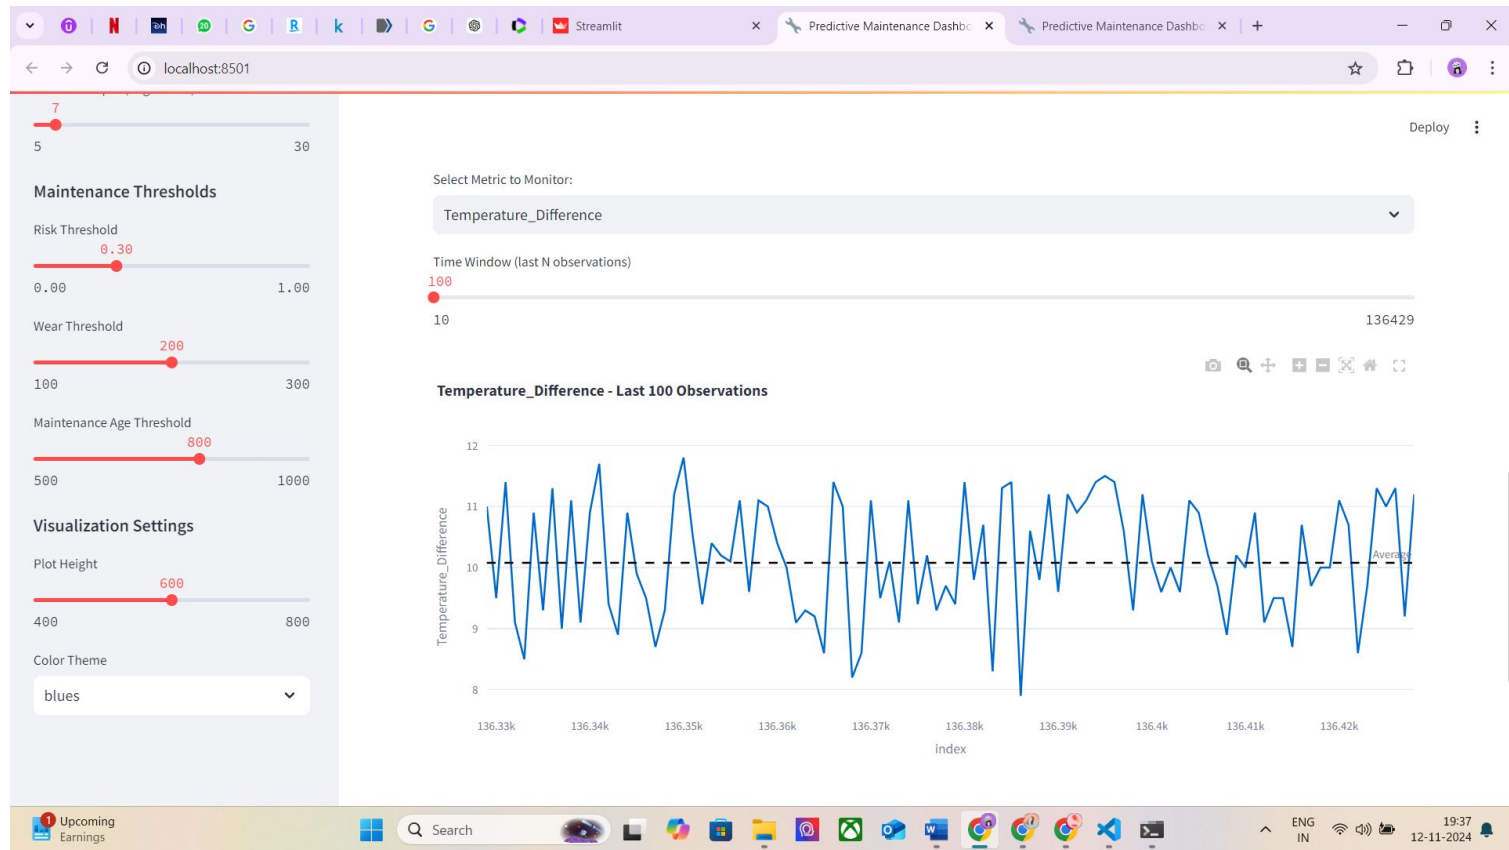 20
Streamlit
Predictive Maintenance Dashbo
Predictive Maintenance Dashbo
localhost:8501
Deploy
7
5 30
Maintenance Thresholds
Risk Threshold
0.30
0.00 1.00
Wear Threshold
200
100 300
Maintenance Age Threshold
800
500 1000
Visualization Settings
Plot Height
600
400 800
Color Theme
blues
Select Metric to Monitor:
Temperature_Difference
Time Window (last N observations)
100
10 136429
Temperature_Difference - Last 100 Observations
Temperature_Difference
12
11
10
9
8
Average
136.33k 136.34k 136.35k 136.36k 136.37k 136.38k 136.39k 136.4k 136.41k 136.42k
index
1
Upcoming
Earnings
Search
ENG
IN
19:37
12-11-2024